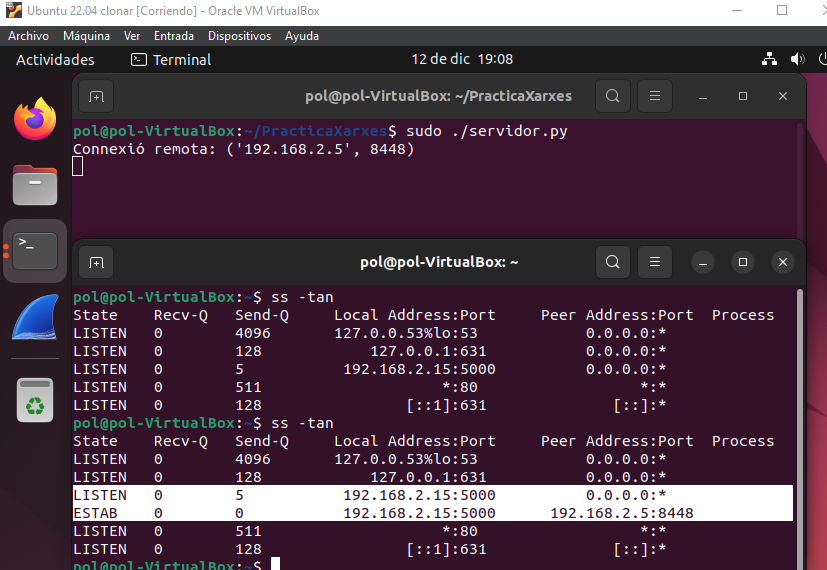 Ubuntu 22.04 clonar [Corriendo] - Oracle VM VirtualBox
Archivo Máquina Ver Entrada Dispositivos Ayuda
Actividades Terminal 12 de dic 19:08
pol@pol-VirtualBox: ~/PracticaXarxes
pol@pol-VirtualBox:~/PracticaXarxes$ sudo ./servidor.py
Connexió remota: ('192.168.2.5', 8448)
pol@pol-VirtualBox: ~
>_
pol@pol-VirtualBox:~$ ss -tan
State Recv-Q Send-Q Local Address:Port Peer Address:Port Process
LISTEN 0 4096 127.0.0.53%lo:53 0.0.0.0:*
LISTEN 0 128 127.0.0.1:631 0.0.0.0:*
LISTEN 0 5 192.168.2.15:5000 0.0.0.0:*
LISTEN 0 511 *:80 *:*
LISTEN 0 128 [::1]:631 [::]:*
pol@pol-VirtualBox:~$ ss -tan
State Recv-Q Send-Q Local Address:Port Peer Address:Port Process
LISTEN 0 4096 127.0.0.53%lo:53 0.0.0.0:*
LISTEN 0 128 127.0.0.1:631 0.0.0.0:*
LISTEN 0 5 192.168.2.15:5000 0.0.0.0:*
ESTAB 0 0 192.168.2.15:5000 192.168.2.5:8448
LISTEN 0 511 *:80 *:*
LISTEN 0 128 [::1]:631 [::]:*
pol@pol-VirtualBox:~$